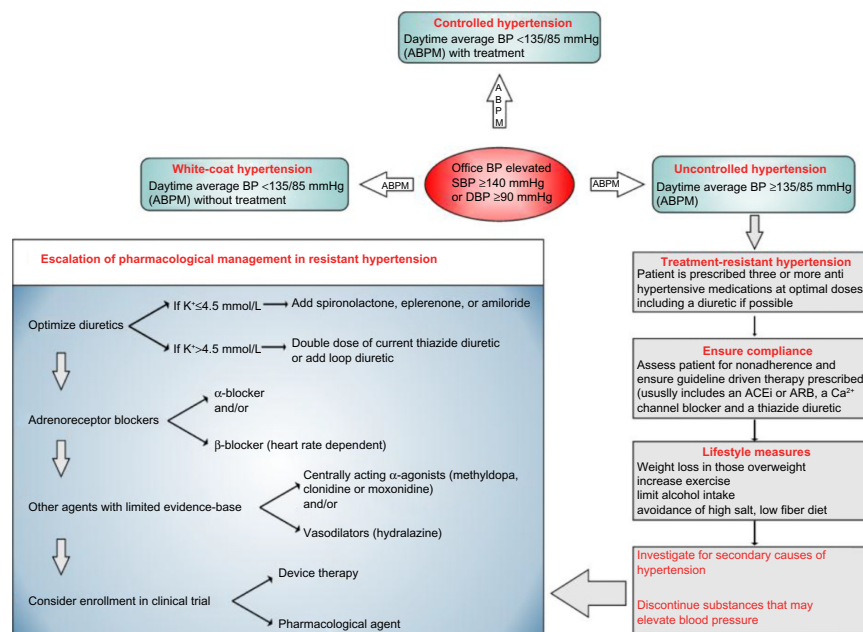 Controlled hypertension
Daytime average BP <135/85 mmHg
(ABPM) with treatment
A
B
P
M
White-coat hypertension
Daytime average BP <135/85 mmHg
(ABPM) without treatment
ABPM
Office BP elevated
SBP ≥140 mmHg
or DBP ≥90 mmHg
ABPM
Uncontrolled hypertension
Daytime average BP ≥135/85 mmHg
(ABPM)
Treatment-resistant hypertension
Patient is prescribed three or more anti
hypertensive medications at optimal doses
including a diuretic if possible
Ensure compliance
Assess patient for nonadherence and
ensure guideline driven therapy prescribed
(ususlly includes an ACEi or ARB, a Ca²⁺
channel blocker and a thiazide diuretic
Lifestyle measures
Weight loss in those overweight
increase exercise
limit alcohol intake
avoidance of high salt, low fiber diet
Investigate for secondary causes of
hypertension
Discontinue substances that may
elevate blood pressure
Escalation of pharmacological management in resistant hypertension
Optimize diuretics
If K⁺≤4.5 mmol/L
Add spironolactone, eplerenone, or amiloride
If K⁺>4.5 mmol/L
Double dose of current thiazide diuretic
or add loop diuretic
Adrenoreceptor blockers
α-blocker
and/or
β-blocker (heart rate dependent)
Other agents with limited evidence-base
Centrally acting α-agonists (methyldopa,
clonidine or moxonidine)
and/or
Vasodilators (hydralazine)
Consider enrollment in clinical trial
Device therapy
Pharmacological agent